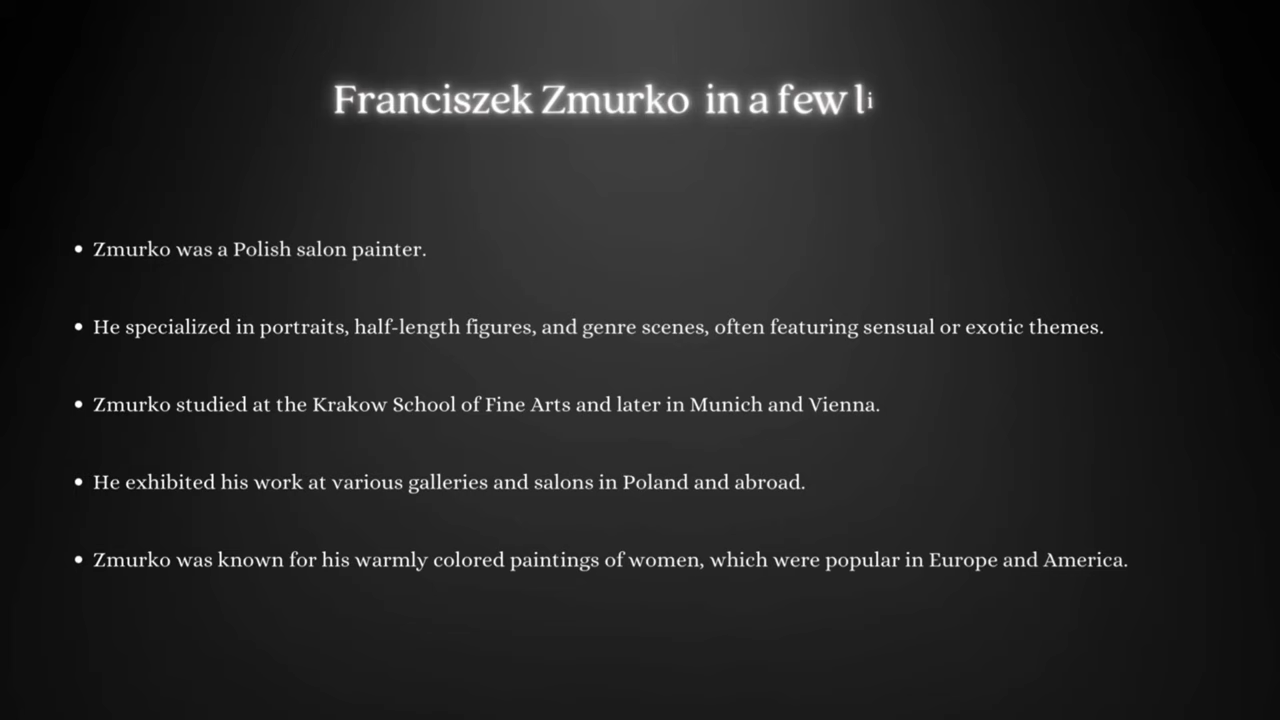 Franciszek Zmurko in a few li
• Zmurko was a Polish salon painter.
• He specialized in portraits, half-length figures, and genre scenes, often featuring sensual or exotic themes.
• Zmurko studied at the Krakow School of Fine Arts and later in Munich and Vienna.
• He exhibited his work at various galleries and salons in Poland and abroad.
• Zmurko was known for his warmly colored paintings of women, which were popular in Europe and America.